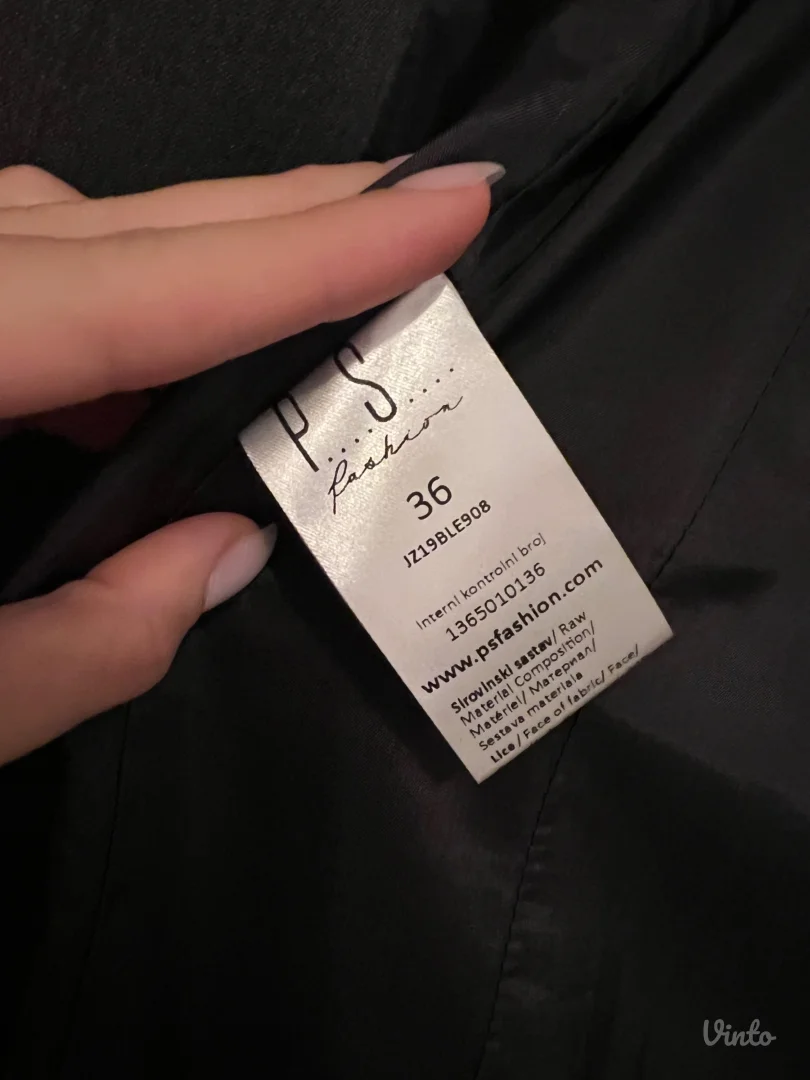 P....S....
fashion
36
JZ19BLE908
Interni kontrolni broj
1365010136
www.psfashion.com
Sirovinski sastav/ Raw
Material Composition/
Matériel/ Материал/
Sestava materiala
Lice/ Face of fabric/ Face/
Vinto